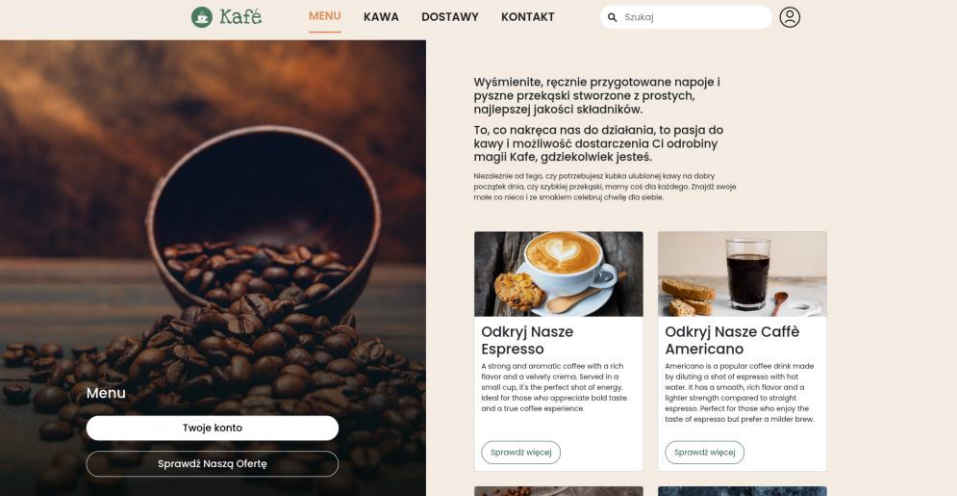 Kafé
MENU
KAWA
DOSTAWY
KONTAKT
Szukaj
Menu
Twoje konto
Sprawdź Naszą Ofertę
Wyśmienite, ręcznie przygotowane napoje i
pyszne przekąski stworzone z prostych,
najlepszej jakości składników.
To, co nakręca nas do działania, to pasja do
kawy i możliwość dostarczenia Ci odrobiny
magii Kafe, gdziekolwiek jesteś.
Niezależnie od tego, czy potrzebujesz kubka ulubionej kawy na dobry
początek dnia, czy szybkiej przekąski, mamy coś dla każdego. Znajdź swoje
małe co nieco i ze smakiem celebruj chwilę dla siebie.
Odkryj Nasze
Espresso
A strong and aromatic coffee with a rich
flavor and a velvety crema. Served in a
small cup, it's the perfect shot of energy.
Ideal for those who appreciate bold taste
and a true coffee experience.
Sprawdź więcej
Odkryj Nasze Caffè
Americano
Americano is a popular coffee drink made
by diluting a shot of espresso with hot
water. It has a smooth, rich flavor and a
lighter strength compared to straight
espresso. Perfect for those who enjoy the
taste of espresso but prefer a milder brew.
Sprawdź więcej